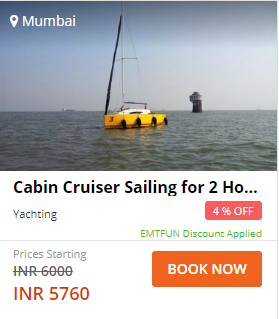 Mumbai
Cabin Cruiser Sailing for 2 Ho...
Yachting
4 % OFF
EMTFUN Discount Applied
Prices Starting
INR 6000
INR 5760
BOOK NOW